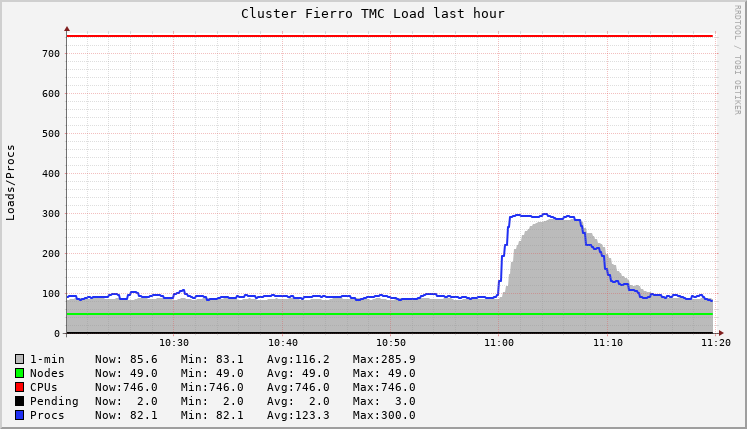 Cluster Fierro TMC Load last hour
RRDTOOL / TOBI OETIKER
Loads/Procs
700
600
500
400
300
200
100
0
10:30 10:40 10:50 11:00 11:10 11:20
1-min Now: 85.6 Min: 83.1 Avg:116.2 Max:285.9
Nodes Now: 49.0 Min: 49.0 Avg: 49.0 Max: 49.0
CPUs Now:746.0 Min:746.0 Avg:746.0 Max:746.0
Pending Now: 2.0 Min: 2.0 Avg: 2.0 Max: 3.0
Procs Now: 82.1 Min: 82.1 Avg:123.3 Max:300.0